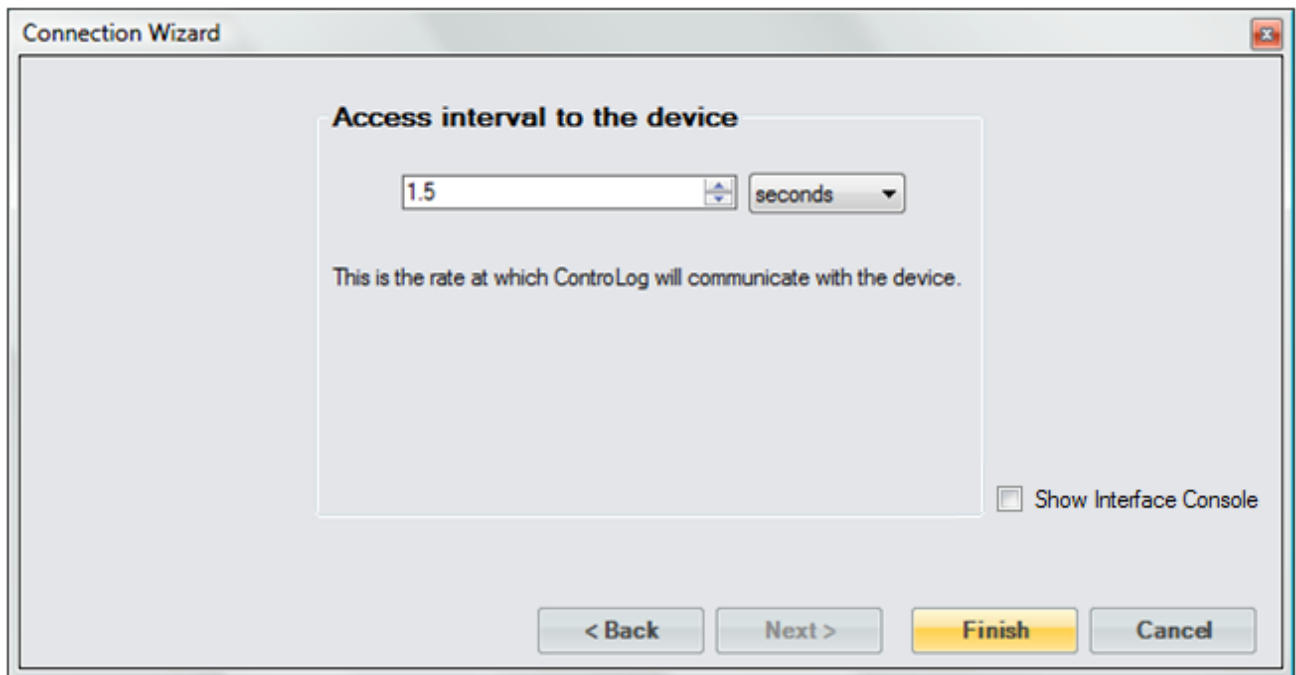 Connection Wizard
Access interval to the device
1.5 seconds
This is the rate at which ControLog will communicate with the device.
Show Interface Console
< Back Next > Finish Cancel